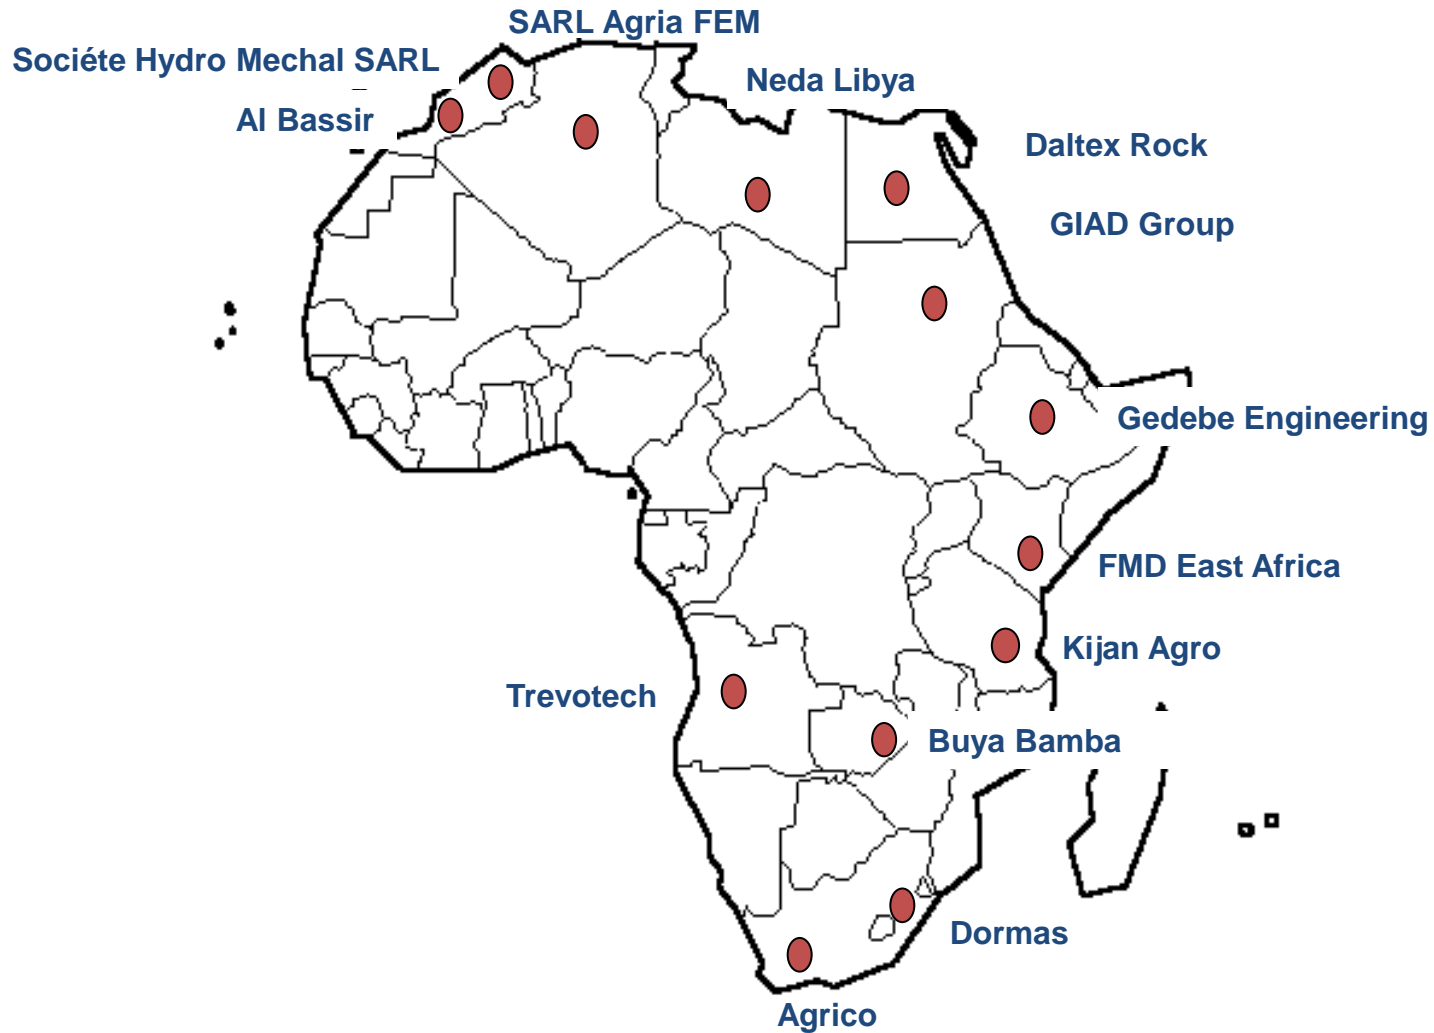 SARL Agria FEM
Sociéte Hydro Mechal SARL
Neda Libya
Al Bassir
Daltex Rock
GIAD Group
Gedebe Engineering
FMD East Africa
Kijan Agro
Trevotech
Buya Bamba
Dormas
Agrico